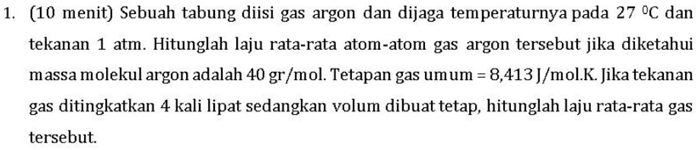 1. (10 menit) Sebuah tabung diisi gas argon dan dijaga temperaturnya pada 27 ⁰C dan
tekanan 1 atm. Hitunglah laju rata-rata atom-atom gas argon tersebut jika diketahui
massa molekul argon adalah 40 gr/mol. Tetapan gas umum = 8,413 J/mol.K. Jika tekanan
gas ditingkatkan 4 kali lipat sedangkan volum dibuat tetap, hitunglah laju rata-rata gas
tersebut.